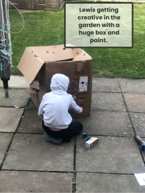 Lewis getting
creative in the
garden with a
huge box and
paint.